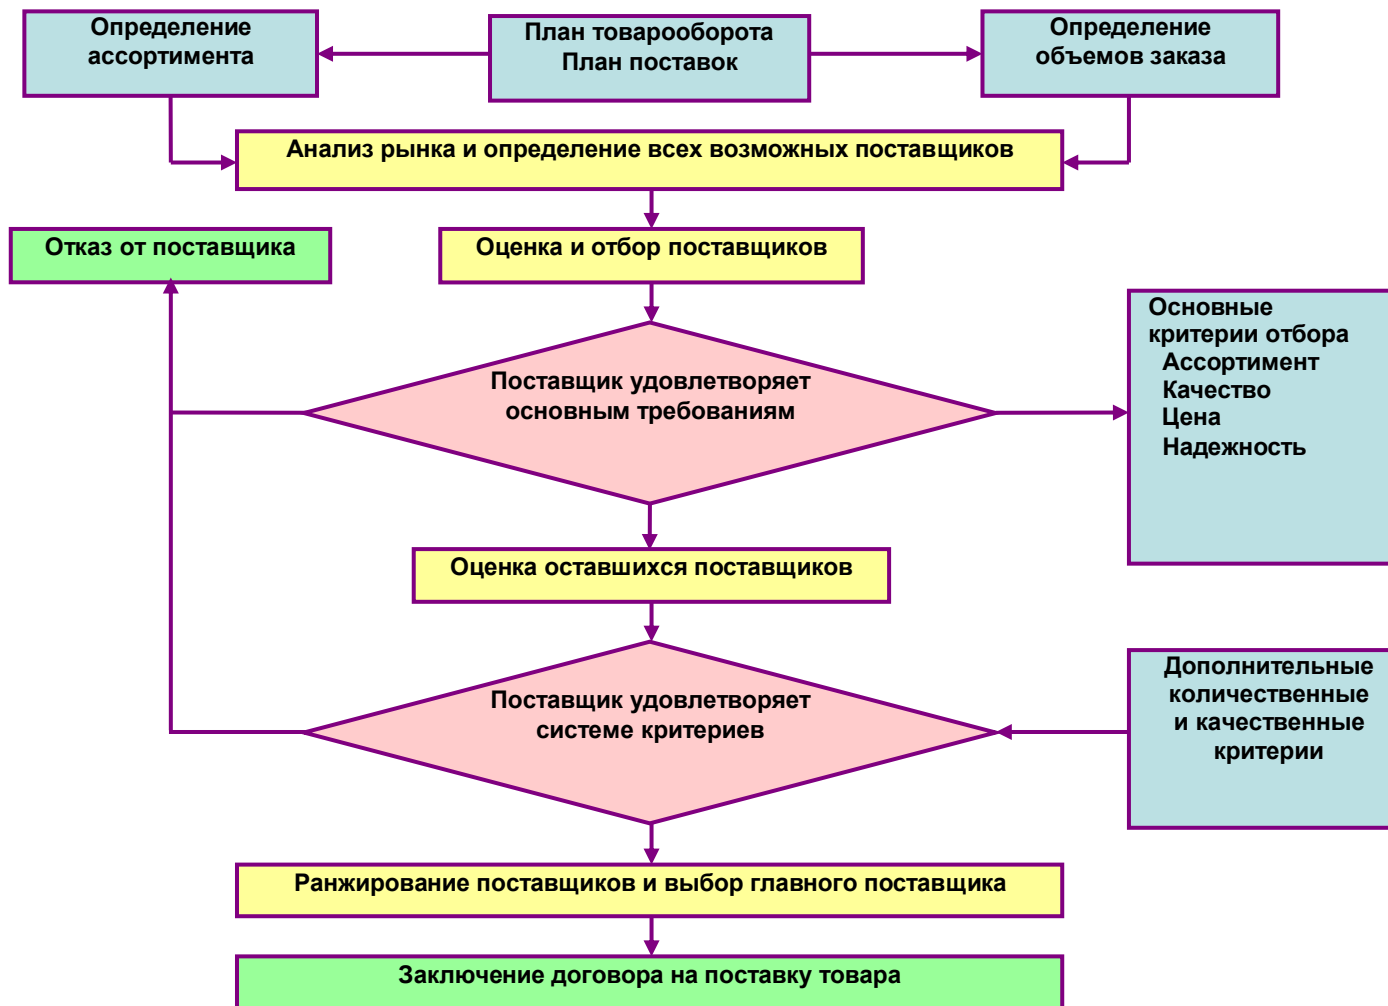 Определение
ассортимента
План товарооборота
План поставок
Определение
объемов заказа
Анализ рынка и определение всех возможных поставщиков
Отказ от поставщика
Оценка и отбор поставщиков
Основные
критерии отбора
Ассортимент
Качество
Цена
Надежность
Поставщик удовлетворяет
основным требованиям
Оценка оставшихся поставщиков
Поставщик удовлетворяет
системе критериев
Дополнительные
количественные
и качественные
критерии
Ранжирование поставщиков и выбор главного поставщика
Заключение договора на поставку товара